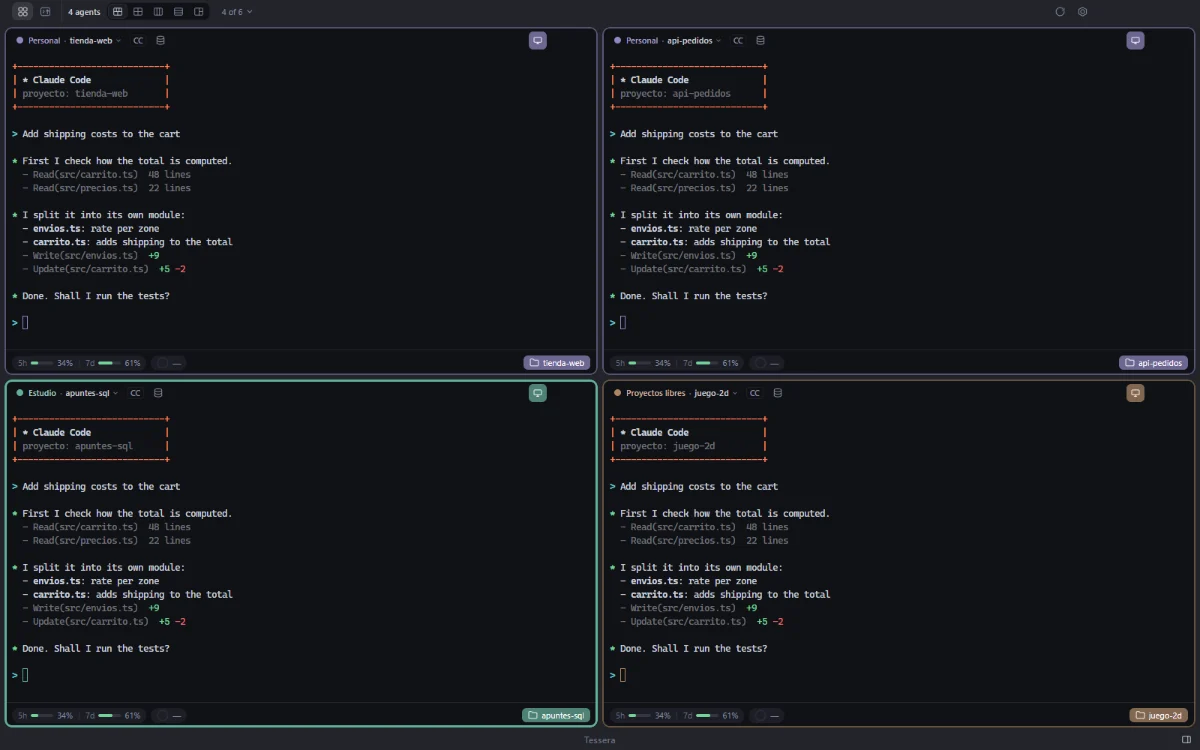 4 agents 4 of 6
Personal · tienda-web CC
* Claude Code
proyecto: tienda-web
> Add shipping costs to the cart
* First I check how the total is computed.
– Read(src/carrito.ts) 48 lines
– Read(src/precios.ts) 22 lines
* I split it into its own module:
– envios.ts: rate per zone
– carrito.ts: adds shipping to the total
– Write(src/envios.ts) +9
– Update(src/carrito.ts) +5 −2
* Done. Shall I run the tests?
>
5h 34% 7d 61% —
tienda-web
Personal · api-pedidos CC
* Claude Code
proyecto: api-pedidos
> Add shipping costs to the cart
* First I check how the total is computed.
– Read(src/carrito.ts) 48 lines
– Read(src/precios.ts) 22 lines
* I split it into its own module:
– envios.ts: rate per zone
– carrito.ts: adds shipping to the total
– Write(src/envios.ts) +9
– Update(src/carrito.ts) +5 −2
* Done. Shall I run the tests?
>
5h 34% 7d 61% —
api-pedidos
Estudio · apuntes-sql CC
* Claude Code
proyecto: apuntes-sql
> Add shipping costs to the cart
* First I check how the total is computed.
– Read(src/carrito.ts) 48 lines
– Read(src/precios.ts) 22 lines
* I split it into its own module:
– envios.ts: rate per zone
– carrito.ts: adds shipping to the total
– Write(src/envios.ts) +9
– Update(src/carrito.ts) +5 −2
* Done. Shall I run the tests?
>
5h 34% 7d 61% —
apuntes-sql
Proyectos libres · juego-2d CC
* Claude Code
proyecto: juego-2d
> Add shipping costs to the cart
* First I check how the total is computed.
– Read(src/carrito.ts) 48 lines
– Read(src/precios.ts) 22 lines
* I split it into its own module:
– envios.ts: rate per zone
– carrito.ts: adds shipping to the total
– Write(src/envios.ts) +9
– Update(src/carrito.ts) +5 −2
* Done. Shall I run the tests?
>
5h 34% 7d 61% —
juego-2d
Tessera